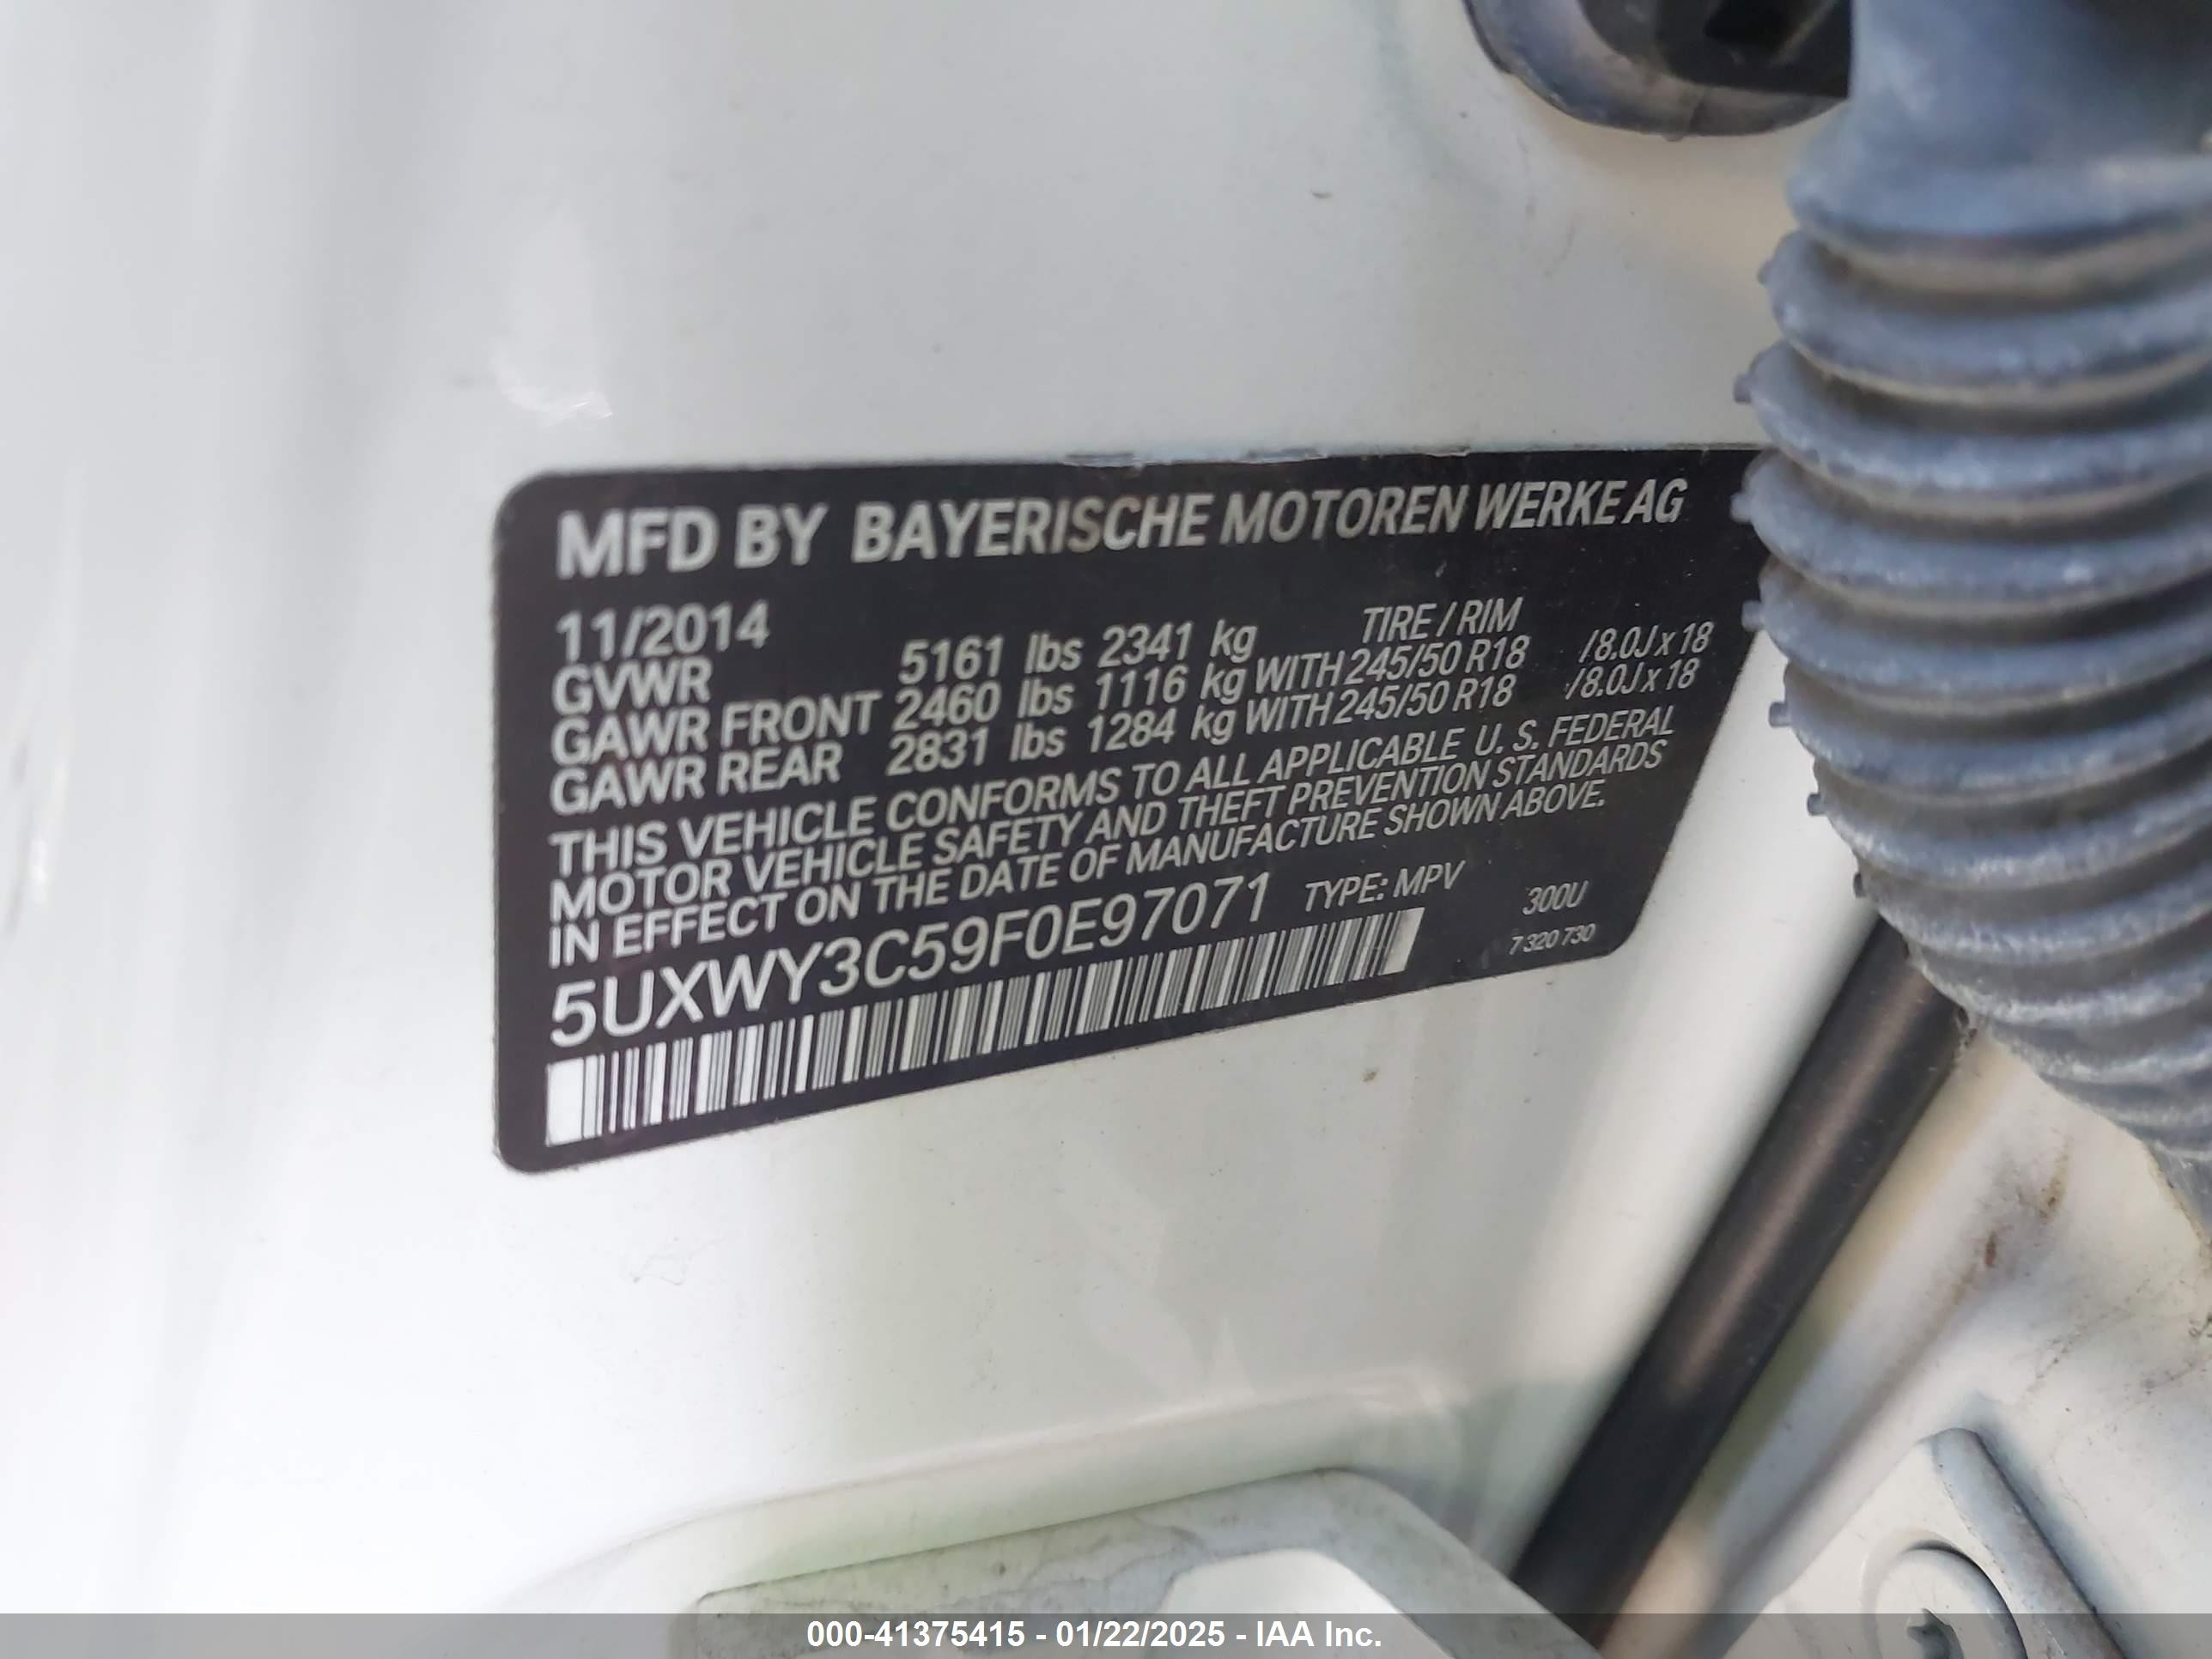 MFD BY BAYERISCHE MOTOREN WERKE AG
11/2014
GVWR 5161 lbs 2341 kg TIRE / RIM
GAWR FRONT 2460 lbs 1116 kg WITH 245/50 R18 /8.0J x 18
GAWR REAR 2831 lbs 1284 kg WITH 245/50 R18 /8.0J x 18
THIS VEHICLE CONFORMS TO ALL APPLICABLE U. S. FEDERAL
MOTOR VEHICLE SAFETY AND THEFT PREVENTION STANDARDS
IN EFFECT ON THE DATE OF MANUFACTURE SHOWN ABOVE.
5UXWY3C59F0E97071 TYPE: MPV 300U
7 320 730
000-41375415 - 01/22/2025 - IAA Inc.